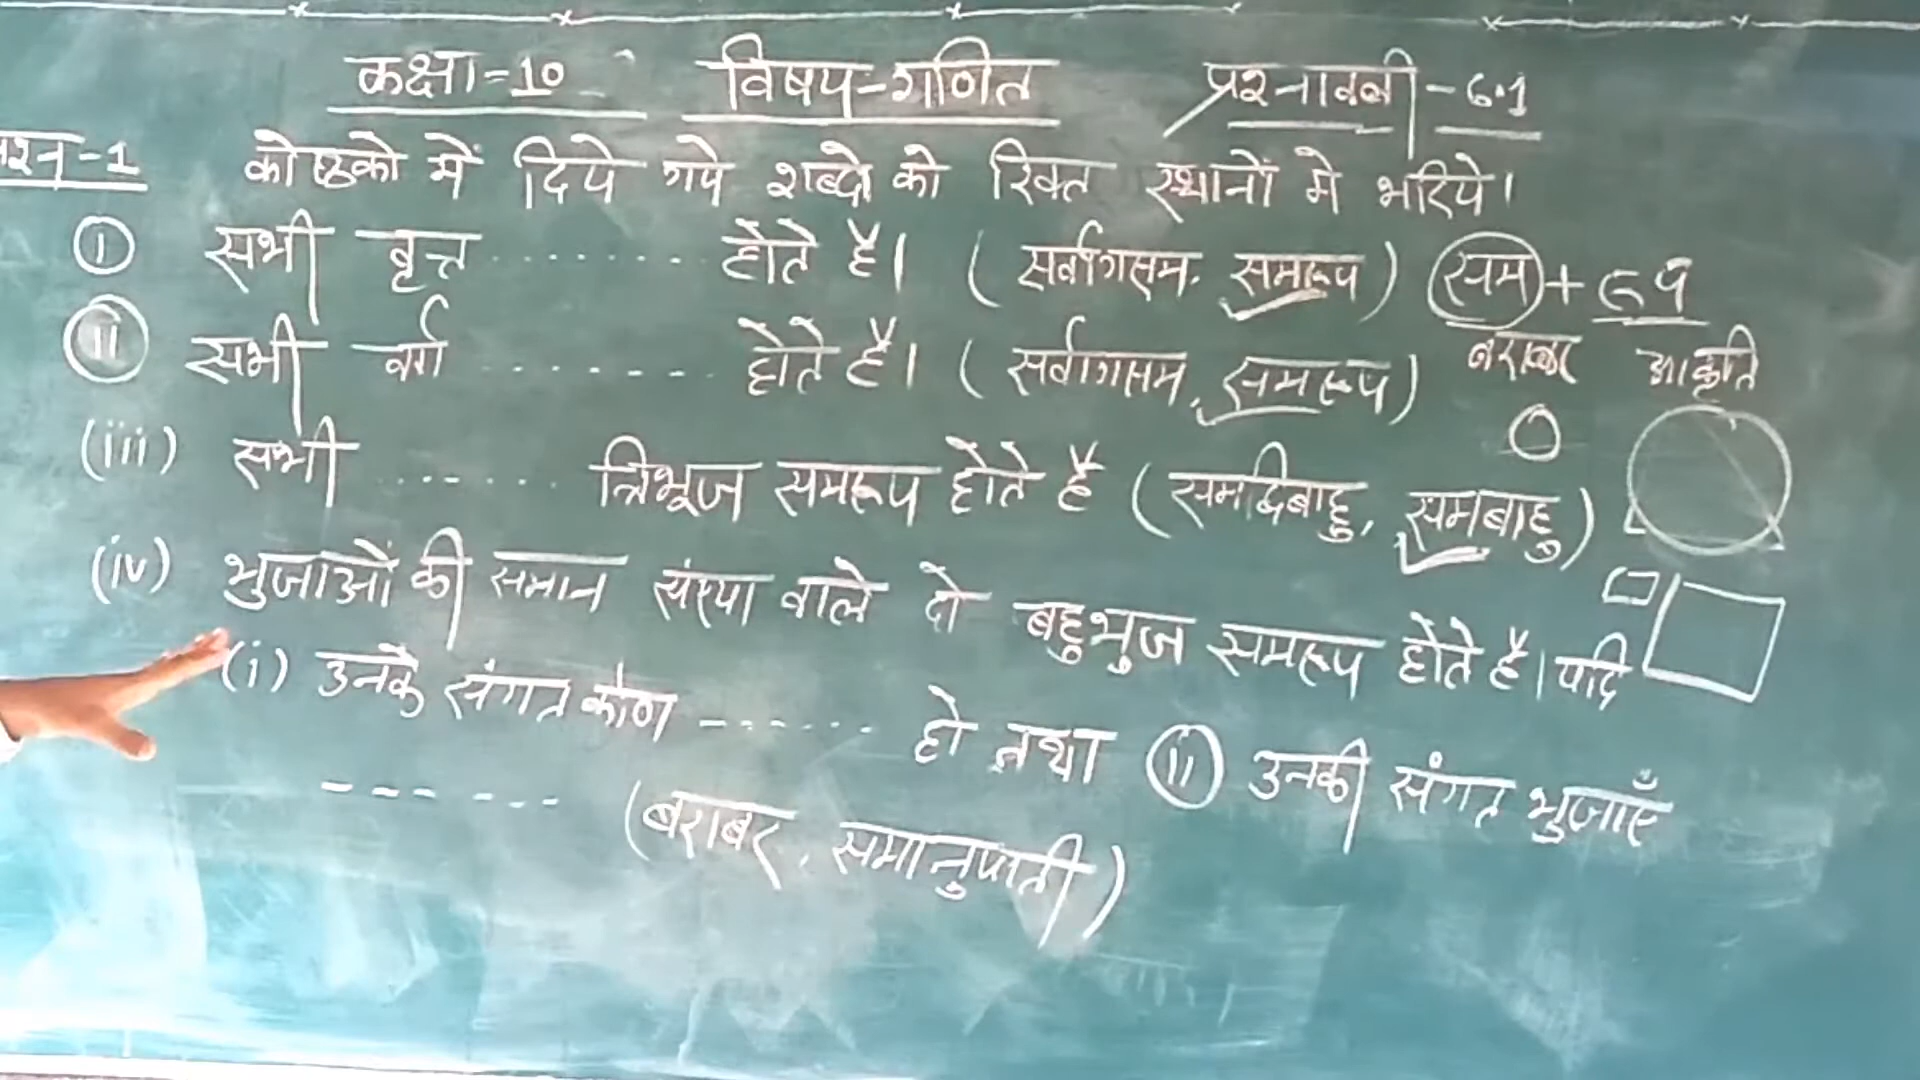 कक्षा=10 विषय-गणित प्रश्नावली-6.1
प्रश्न-1 कोष्ठको में दिये गये शब्दो को रिक्त स्थानों मे भरिये।
(i) सभी वृत्त ........ होते है। (सर्वांगसम, समरूप) सम + रूप
बराबर आकृति
(ii) सभी वर्ग ........ होते है। (सर्वांगसम, समरूप)
(iii) सभी ....... त्रिभूज समरूप होते है (समद्विबाहु, समबाहु)
(iv) भुजाओं की समान संख्या वाले दो बहुभुज समरूप होते है। यदि
(i) उनके संगत कोण ------- हो तथा (ii) उनकी संगत भुजाएँ
------- (बराबर, समानुपाती)